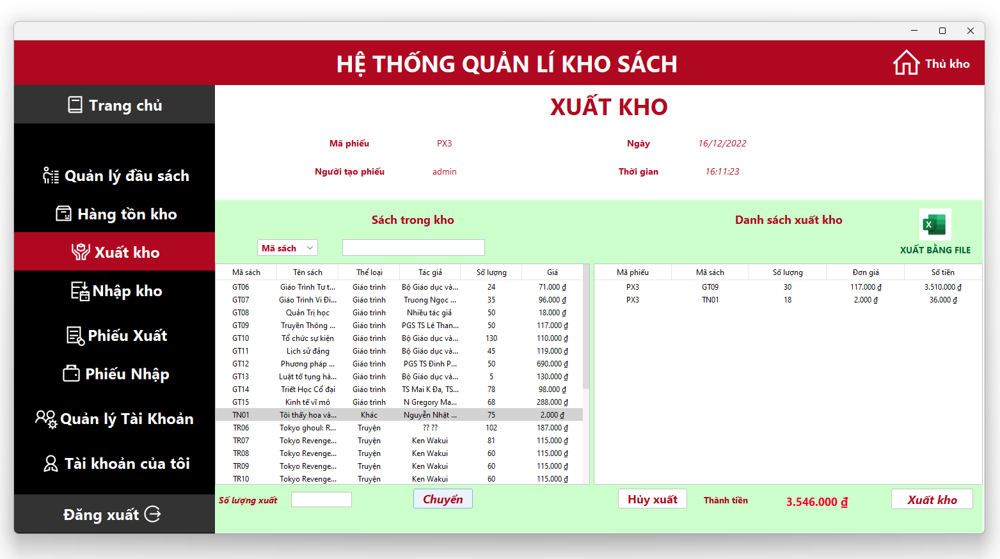 HỆ THỐNG QUẢN LÍ KHO SÁCH
Thủ kho
Trang chủ
Quản lý đầu sách
Hàng tồn kho
Xuất kho
Nhập kho
Phiếu Xuất
Phiếu Nhập
Quản lý Tài Khoản
Tài khoản của tôi
Đăng xuất
XUẤT KHO
Mã phiếu PX3 Ngày 16/12/2022
Người tạo phiếu admin Thời gian 16:11:23
Sách trong kho
Mã sách
Mã sách Tên sách Thể loại Tác giả Số lượng Giá
GT06 Giáo Trình Tư t... Giáo trình Bộ Giáo dục và... 24 71.000 ₫
GT07 Giáo Trình Vi Đi... Giáo trình Truong Ngọc ... 35 96.000 ₫
GT08 Quản Trị học Giáo trình Nhiều tác giả 50 18.000 ₫
GT09 Truyền Thông ... Giáo trình PGS TS Lê Than... 50 117.000 ₫
GT10 Tổ chức sự kiện Giáo trình Bộ Giáo dục và... 130 110.000 ₫
GT11 Lịch sử đảng Giáo trình Bộ Giáo dục và... 45 119.000 ₫
GT12 Phương pháp ... Giáo trình PGS TS Đinh P... 50 690.000 ₫
GT13 Luật tố tụng hà... Giáo trình Bộ Giáo dục và... 5 130.000 ₫
GT14 Triết Học Cổ đại Giáo trình TS Mai K Đa, TS... 78 98.000 ₫
GT15 Kinh tế vĩ mô Giáo trình N Gregory Ma... 68 288.000 ₫
TN01 Tôi thấy hoa và... Khác Nguyễn Nhật ... 75 2.000 ₫
TR06 Tokyo ghoul: R... Truyện ?? ?? 102 187.000 ₫
TR07 Tokyo Revenge... Truyện Ken Wakui 81 115.000 ₫
TR08 Tokyo Revenge... Truyện Ken Wakui 60 115.000 ₫
TR09 Tokyo Revenge... Truyện Ken Wakui 60 115.000 ₫
TR10 Tokyo Revenge... Truyện Ken Wakui 60 115.000 ₫
Số lượng xuất
Chuyển
Danh sách xuất kho
X
XUẤT BẰNG FILE
Mã phiếu Mã sách Số lượng Đơn giá Số tiền
PX3 GT09 30 117.000 ₫ 3.510.000 ₫
PX3 TN01 18 2.000 ₫ 36.000 ₫
Hủy xuất
Thành tiền 3.546.000 ₫
Xuất kho